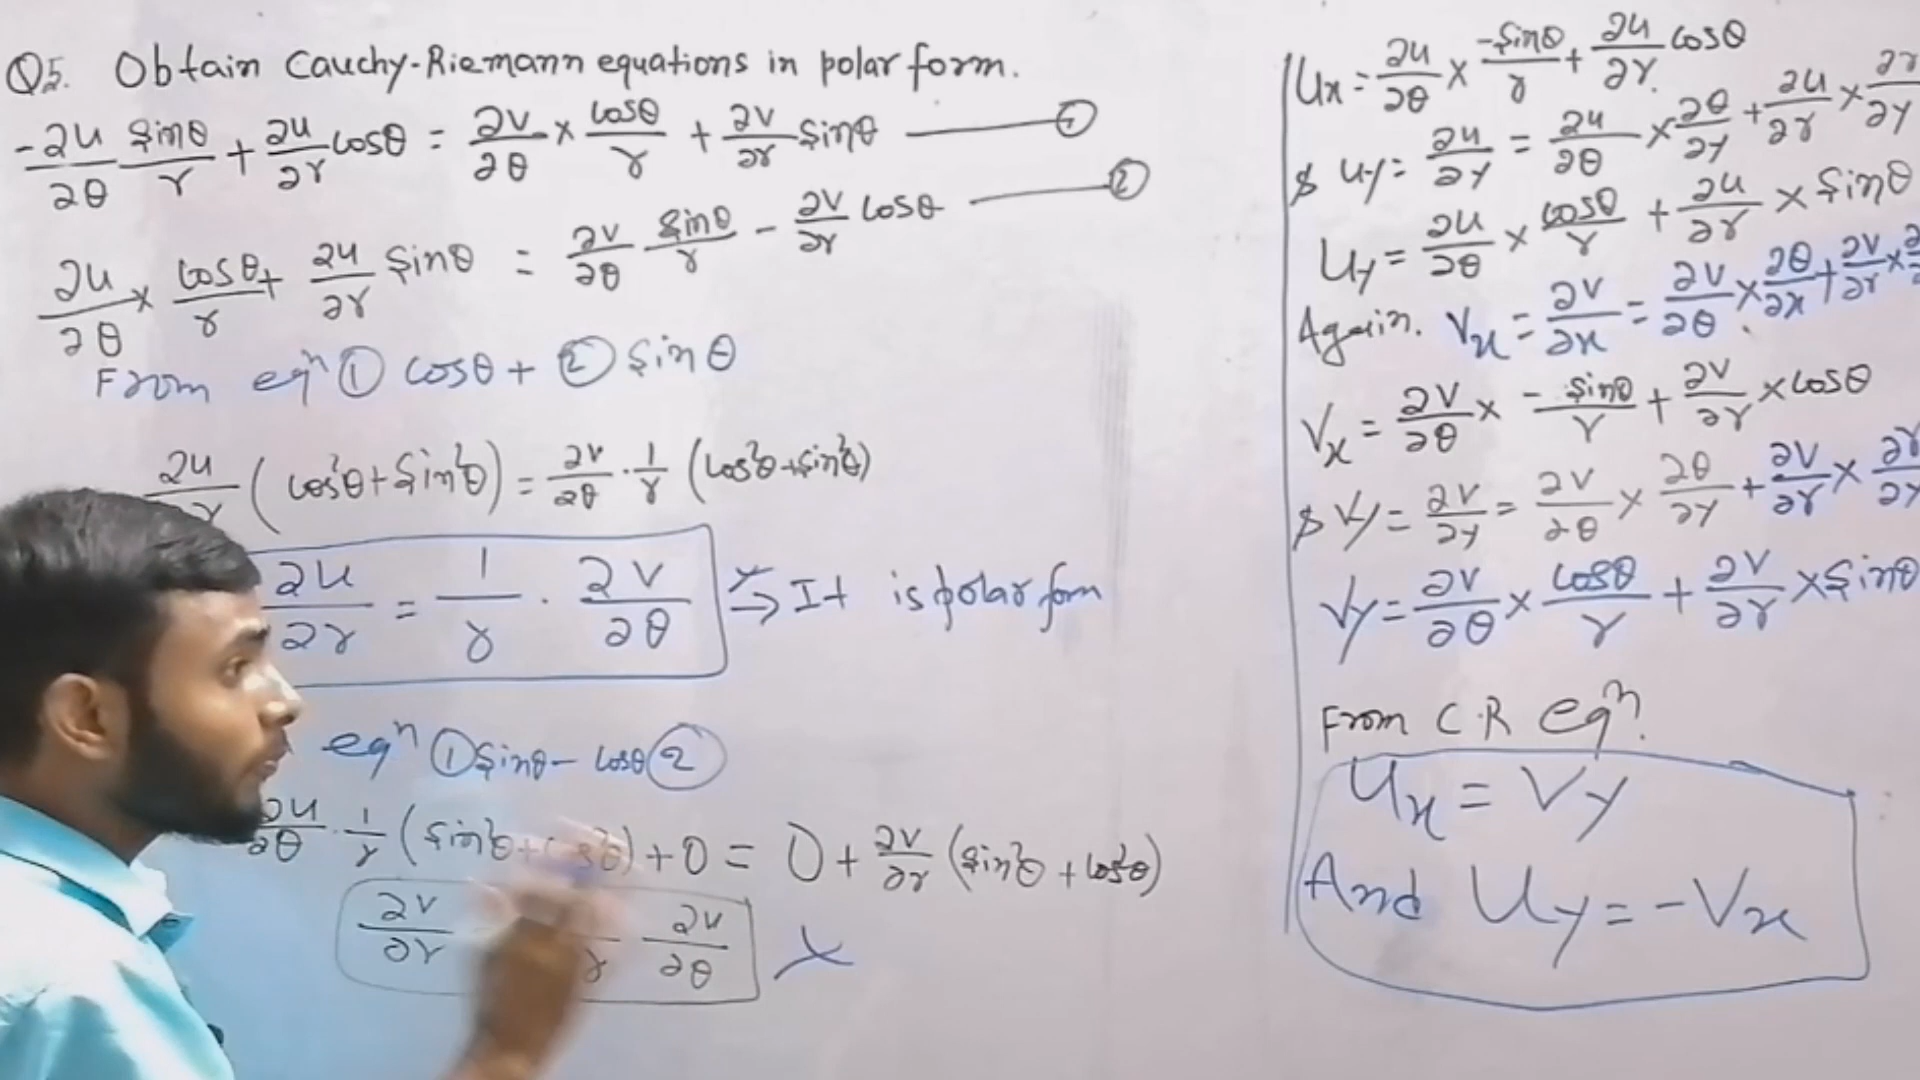 Q5. Obtain Cauchy-Riemann equations in polar form.
-∂u/∂θ sinθ/r + ∂u/∂r cosθ = ∂v/∂θ × cosθ/r + ∂v/∂r sinθ — ①
∂u/∂θ × cosθ/r + ∂u/∂r sinθ = ∂v/∂θ sinθ/r - ∂v/∂r cosθ — ②
From eqⁿ ① cosθ + ② sinθ
∂u/∂r (cos²θ + sin²θ) = ∂v/∂θ · 1/r (cos²θ + sin²θ)
∂u/∂r = 1/r · ∂v/∂θ ⇒ It is polar form
eqⁿ ① sinθ - cosθ ②
∂u/∂θ · 1/r (sin²θ + cos²θ) + 0 = 0 + ∂v/∂r (sin²θ + cos²θ)
∂v/∂r r ∂u/∂θ
Ux = ∂u/∂θ × -sinθ/r + ∂u/∂r cosθ
& Uy = ∂u/∂y = ∂u/∂θ × ∂θ/∂y + ∂u/∂r × ∂r/∂y
Uy = ∂u/∂θ × cosθ/r + ∂u/∂r × sinθ
Again. Vx = ∂v/∂x = ∂v/∂θ × ∂θ/∂x + ∂v/∂r ×
Vx = ∂v/∂θ × - sinθ/r + ∂v/∂r × cosθ
& Vy = ∂v/∂y = ∂v/∂θ × ∂θ/∂y + ∂v/∂r × ∂r/∂y
Vy = ∂v/∂θ × cosθ/r + ∂v/∂r × sinθ
From C.R eqⁿ.
Ux = Vy
And Uy = -Vx